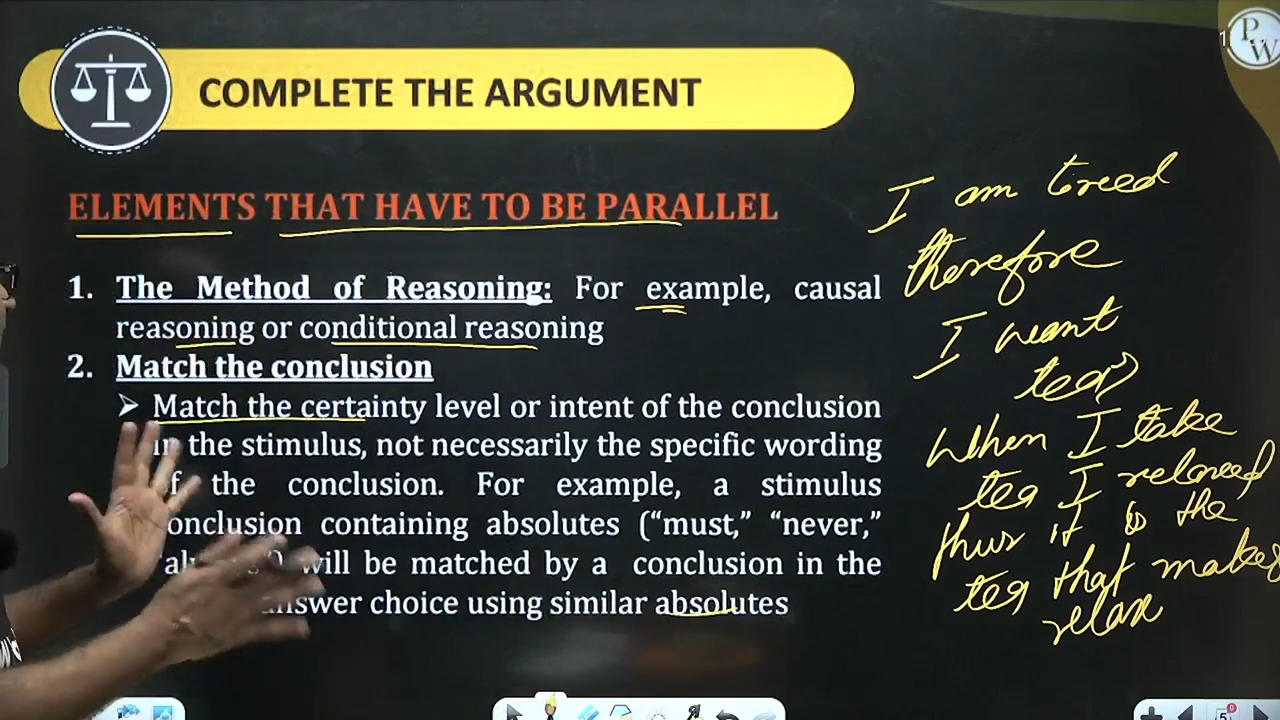 COMPLETE THE ARGUMENT
PW
ELEMENTS THAT HAVE TO BE PARALLEL
1. The Method of Reasoning: For example, causal
reasoning or conditional reasoning
2. Match the conclusion
➢ Match the certainty level or intent of the conclusion
in the stimulus, not necessarily the specific wording
the conclusion. For example, a stimulus
onclusion containing absolutes (“must,” “never,”
will be matched by a conclusion in the
answer choice using similar absolutes
I am
therefore
I want
tea
When I take
tea I relaxed
thus it is the
tea that makes
relax
5